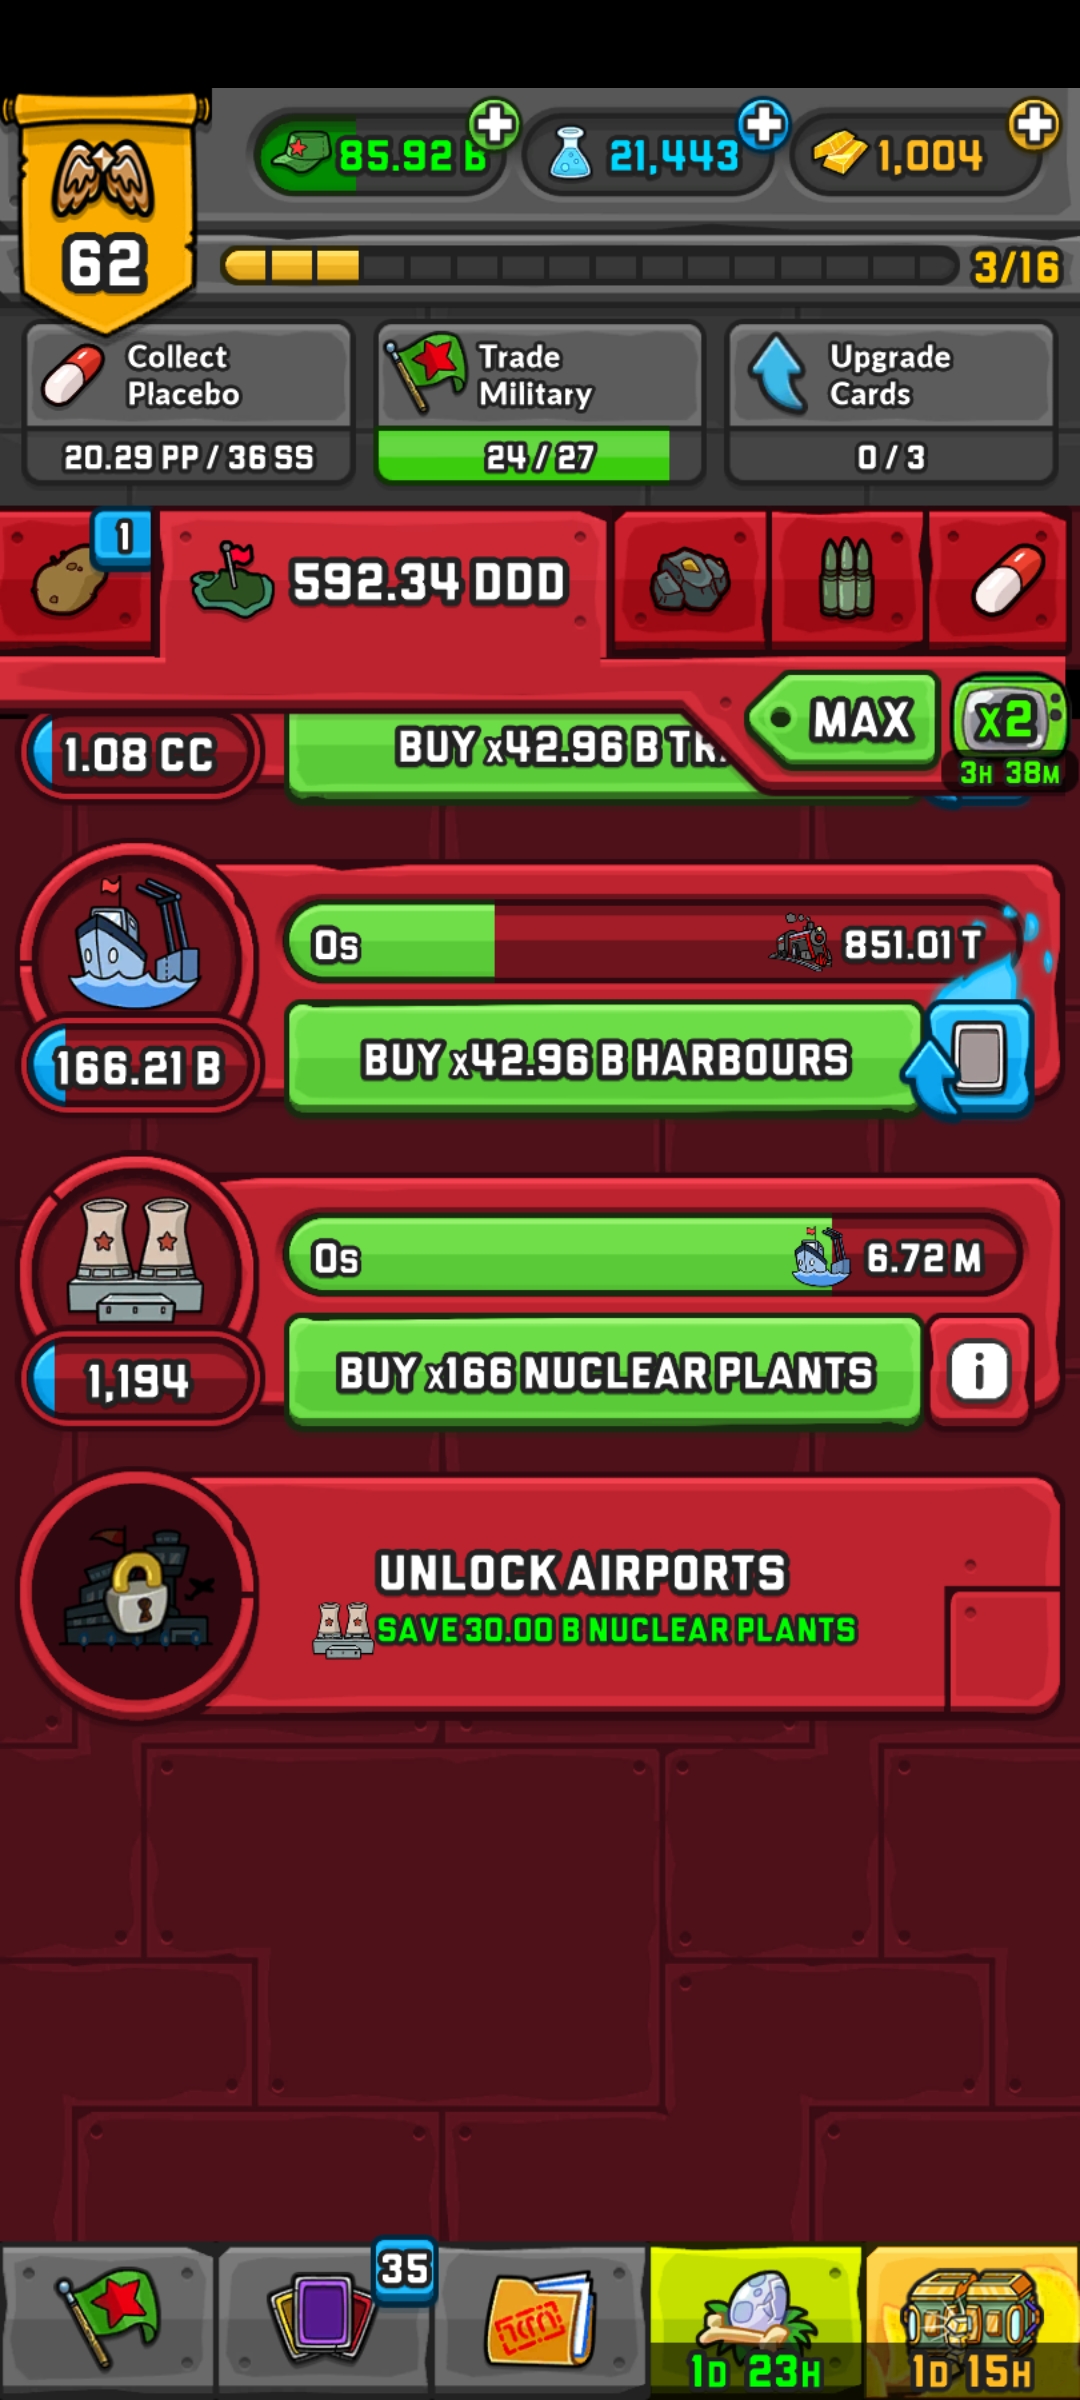 62
85.92 B
21,443
1,004
3/16
Collect
Placebo
20.29 PP / 36 SS
Trade
Military
24 / 27
Upgrade
Cards
0 / 3
1
592.34 DDD
MAX
X2
3H 38M
1.08 CC
BUY x42.96 B
0s
851.01 T
166.21 B
BUY x42.96 B HARBOURS
0s
6.72 M
1,194
BUY x166 NUCLEAR PLANTS
i
UNLOCK AIRPORTS
SAVE 30.00 B NUCLEAR PLANTS
35
1D 23H
1D 15H